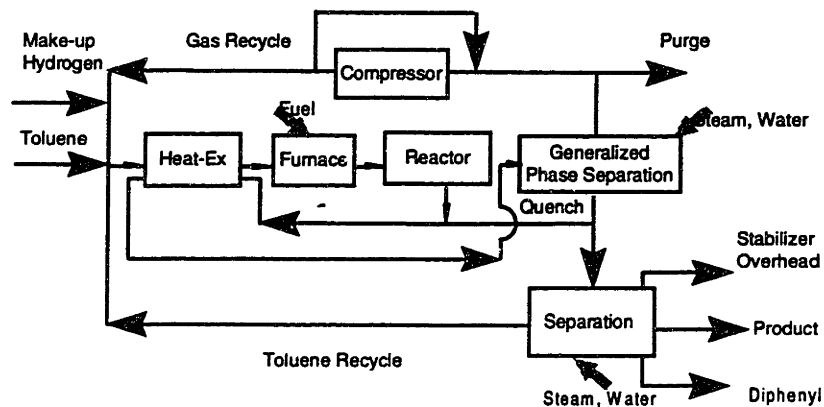 Make-up
Hydrogen
Gas Recycle
Purge
Compressor
Fuel
Steam, Water
Toluene
Heat-Ex
Furnace
Reactor
Generalized
Phase Separation
Quench
Stabilizer
Overhead
Separation
Product
Toluene Recycle
Steam, Water
Diphenyl